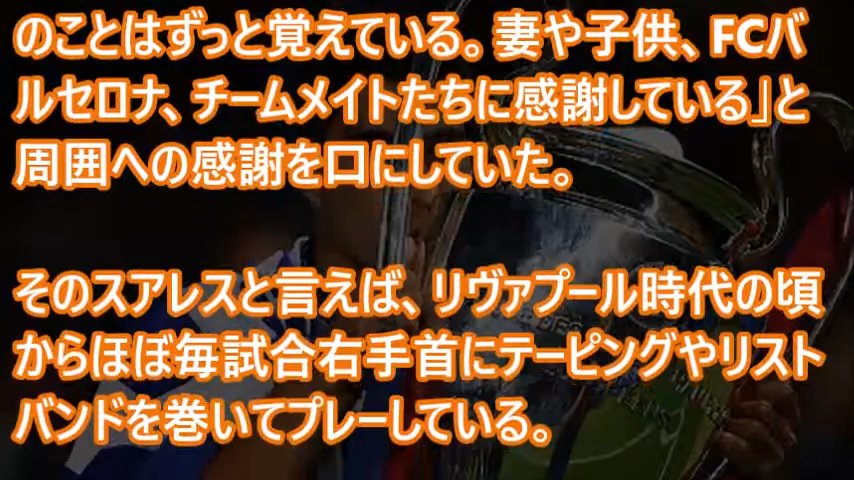 のことはずっと覚えている。妻や子供、FCバ
ルセロナ、チームメイトたちに感謝している」と
周囲への感謝を口にしていた。
そのスアレスと言えば、リヴァプール時代の頃
からほぼ毎試合右手首にテーピングやリスト
バンドを巻いてプレーしている。